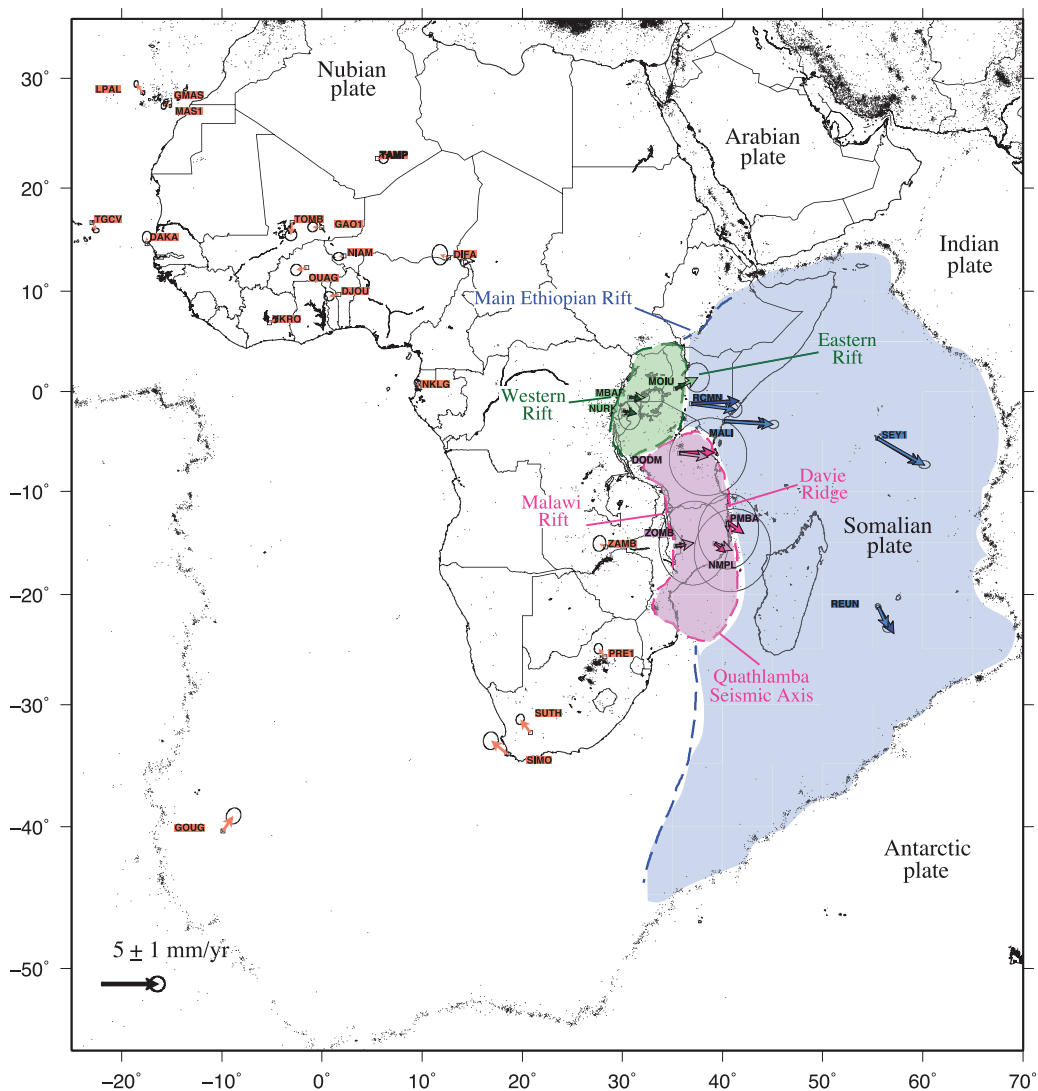 Nubian
plate
Arabian
plate
Indian
plate
LPAL
GMAS
MAS1
TAMP
TGCV
DAKA
TOMB
GAO1
NIAM
DIFA
OUAG
DJOU
NKLG
Main Ethiopian Rift
Eastern
Rift
Western
Rift
MOIU
NURK
RCMN
MALI
SEY1
DODM
Malawi
Rift
Davie
Ridge
PMBA
ZOMB
ZAMB
NMPL
Somalian
plate
REUN
PRE1
Quathlamba
Seismic Axis
SUTH
SIMO
GOUG
Antarctic
plate
5 ± 1 mm/yr
30°
20°
10°
0°
−10°
−20°
−30°
−40°
−50°
−20°
−10°
0°
10°
20°
30°
40°
50°
60°
70°